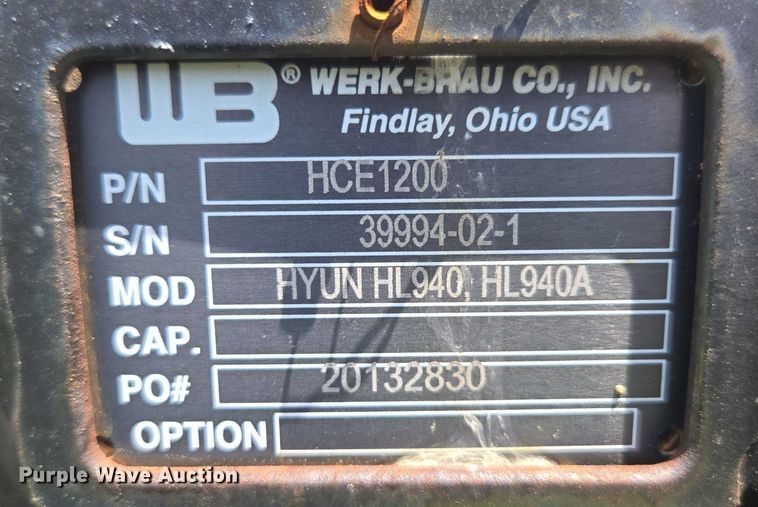 WB® WERK-BRAU CO., INC.
Findlay, Ohio USA
P/N HCE1200
S/N 39994-02-1
MOD HYUN HL940, HL940A
CAP.
PO# 20132830
OPTION
Purple Wave Auction